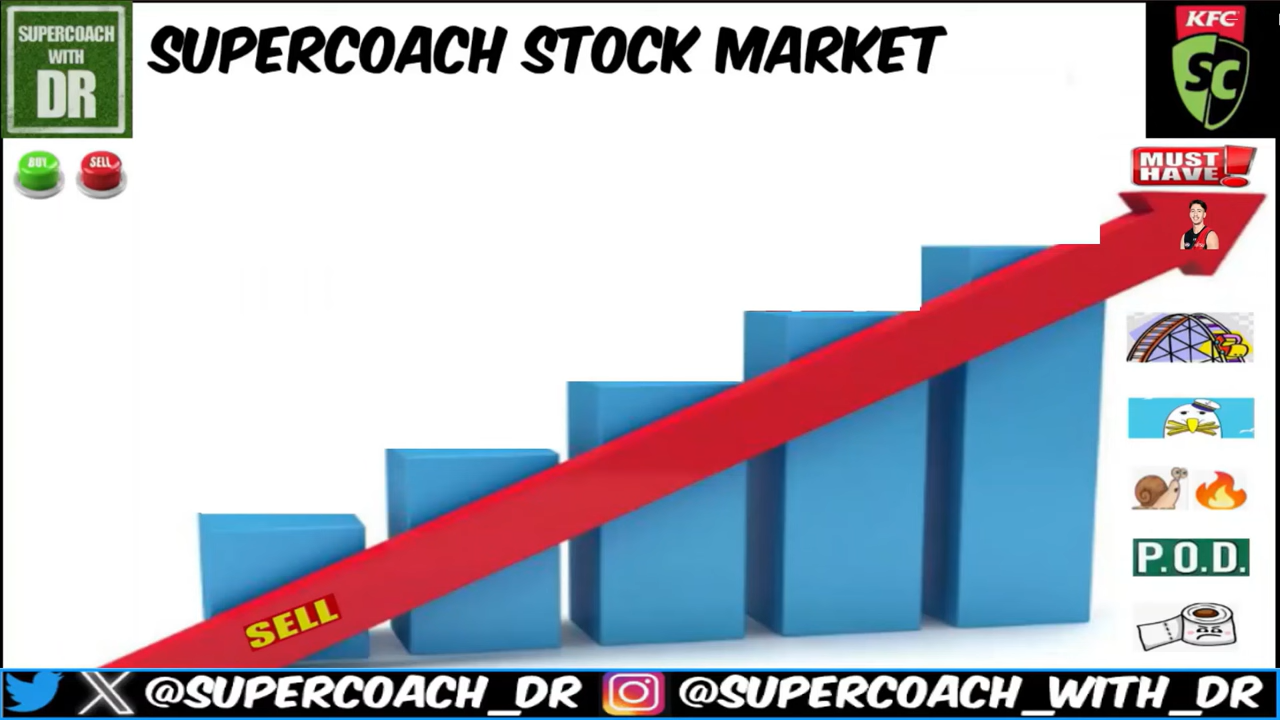 SUPERCOACH
WITH
DR
SUPERCOACH STOCK MARKET
KFC
SC
BUY
SELL
MUST
HAVE!
P.O.D.
SELL
@SUPERCOACH_DR
@SUPERCOACH_WITH_DR